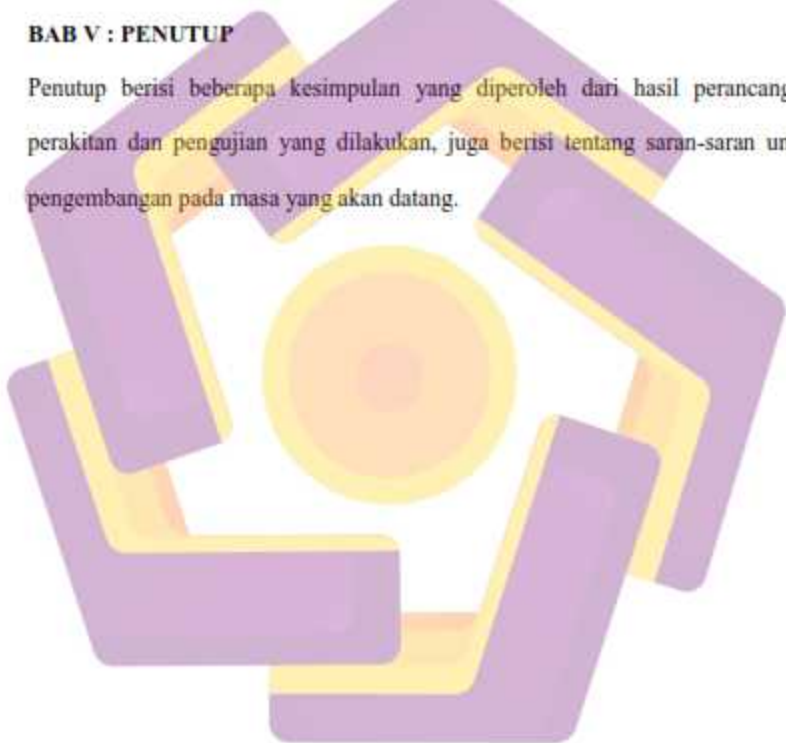 BAB V : PENUTUP
Penutup berisi beberapa kesimpulan yang diperoleh dari hasil perancang
perakitan dan pengujian yang dilakukan, juga berisi tentang saran-saran un
pengembangan pada masa yang akan datang.